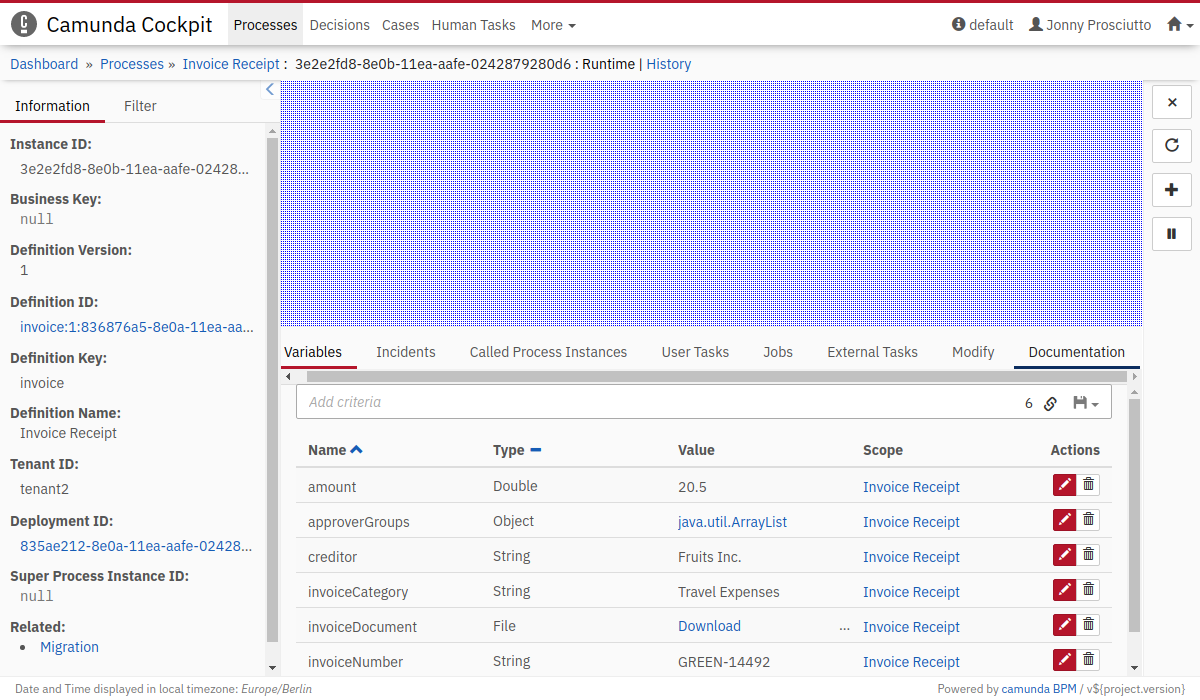 Camunda Cockpit Processes Decisions Cases Human Tasks More default Jonny Prosciutto
Dashboard » Processes » Invoice Receipt : 3e2e2fd8-8e0b-11ea-aafe-0242879280d6 : Runtime | History
Information Filter
Instance ID:
3e2e2fd8-8e0b-11ea-aafe-02428...
Business Key:
null
Definition Version:
1
Definition ID:
invoice:1:836876a5-8e0a-11ea-aa...
Definition Key:
invoice
Definition Name:
Invoice Receipt
Tenant ID:
tenant2
Deployment ID:
835ae212-8e0a-11ea-aafe-02428...
Super Process Instance ID:
null
Related:
Migration
Variables Incidents Called Process Instances User Tasks Jobs External Tasks Modify Documentation
Add criteria 6
Name Type Value Scope Actions
amount Double 20.5 Invoice Receipt
approverGroups Object java.util.ArrayList Invoice Receipt
creditor String Fruits Inc. Invoice Receipt
invoiceCategory String Travel Expenses Invoice Receipt
invoiceDocument File Download ... Invoice Receipt
invoiceNumber String GREEN-14492 Invoice Receipt
Date and Time displayed in local timezone: Europe/Berlin Powered by camunda BPM / v${project.version}